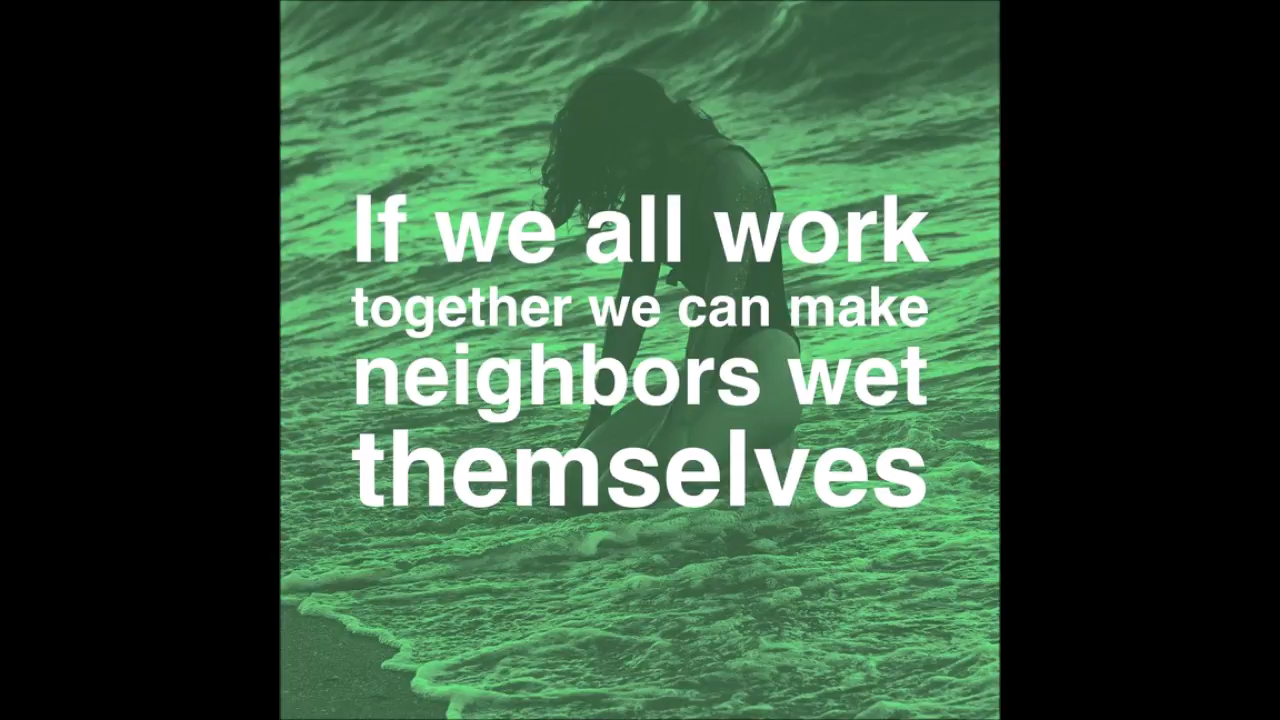 If we all work
together we can make
neighbors wet
themselves